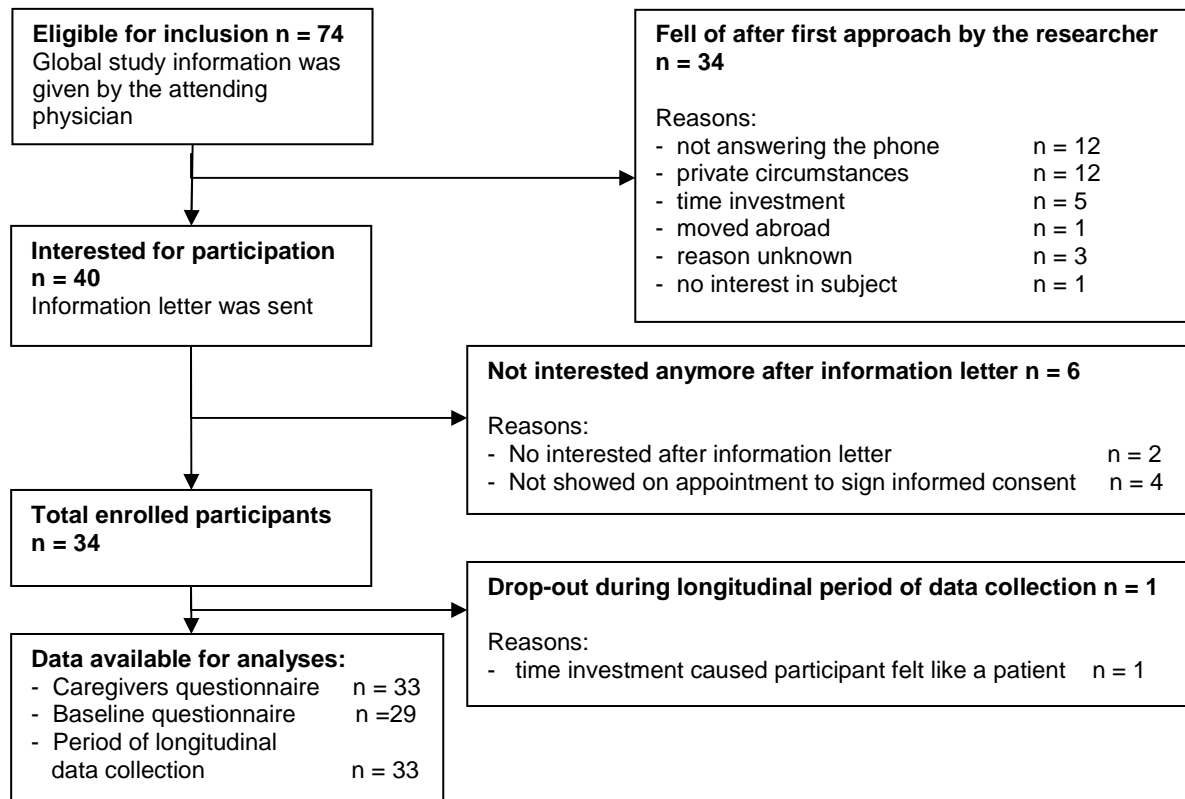 Eligible for inclusion n = 74
Global study information was
given by the attending
physician
Fell of after first approach by the researcher
n = 34
Reasons:
- not answering the phone n = 12
- private circumstances n = 12
- time investment n = 5
- moved abroad n = 1
- reason unknown n = 3
- no interest in subject n = 1
Interested for participation
n = 40
Information letter was sent
Not interested anymore after information letter n = 6
Reasons:
- No interested after information letter n = 2
- Not showed on appointment to sign informed consent n = 4
Total enrolled participants
n = 34
Drop-out during longitudinal period of data collection n = 1
Reasons:
- time investment caused participant felt like a patient n = 1
Data available for analyses:
- Caregivers questionnaire n = 33
- Baseline questionnaire n =29
- Period of longitudinal
data collection n = 33